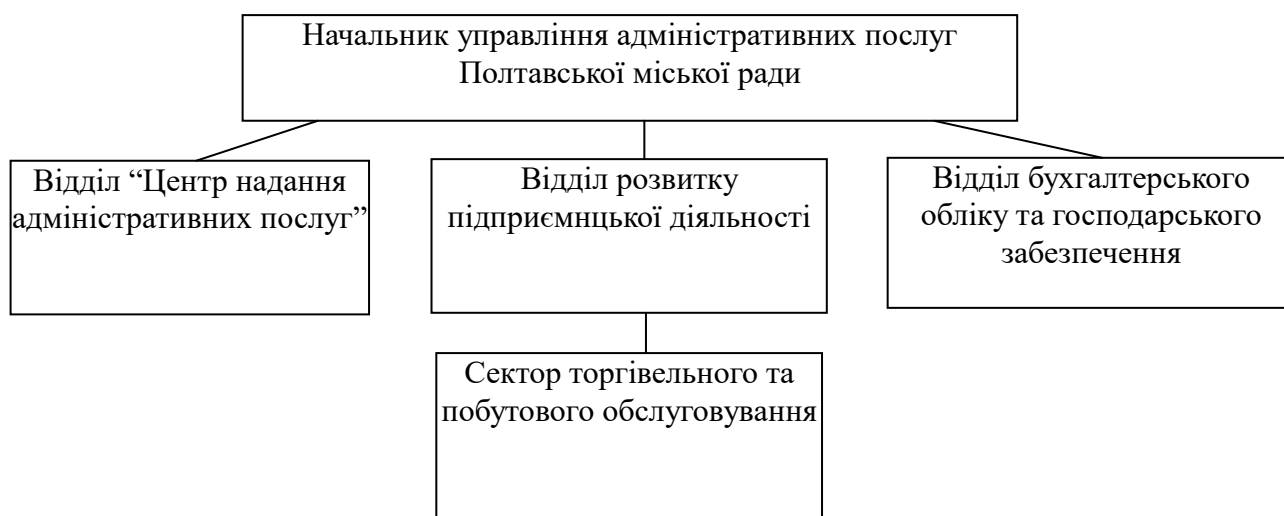 Начальник управління адміністративних послуг
Полтавської міської ради
Відділ “Центр надання
адміністративних послуг”
Відділ розвитку
підприємнцької діяльності
Відділ бухгалтерського
обліку та господарського
забезпечення
Сектор торгівельного та
побутового обслуговування